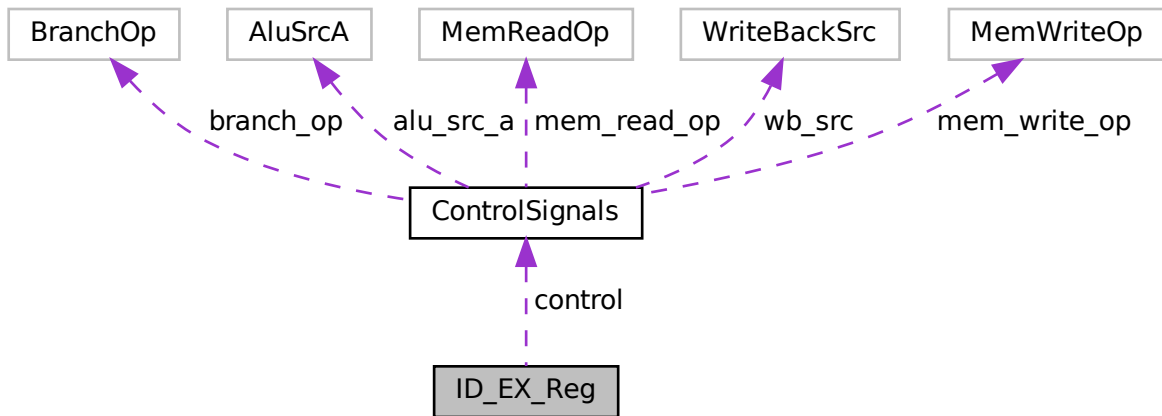 BranchOp
AluSrcA
MemReadOp
WriteBackSrc
MemWriteOp
branch_op
alu_src_a
mem_read_op
wb_src
mem_write_op
ControlSignals
control
ID_EX_Reg